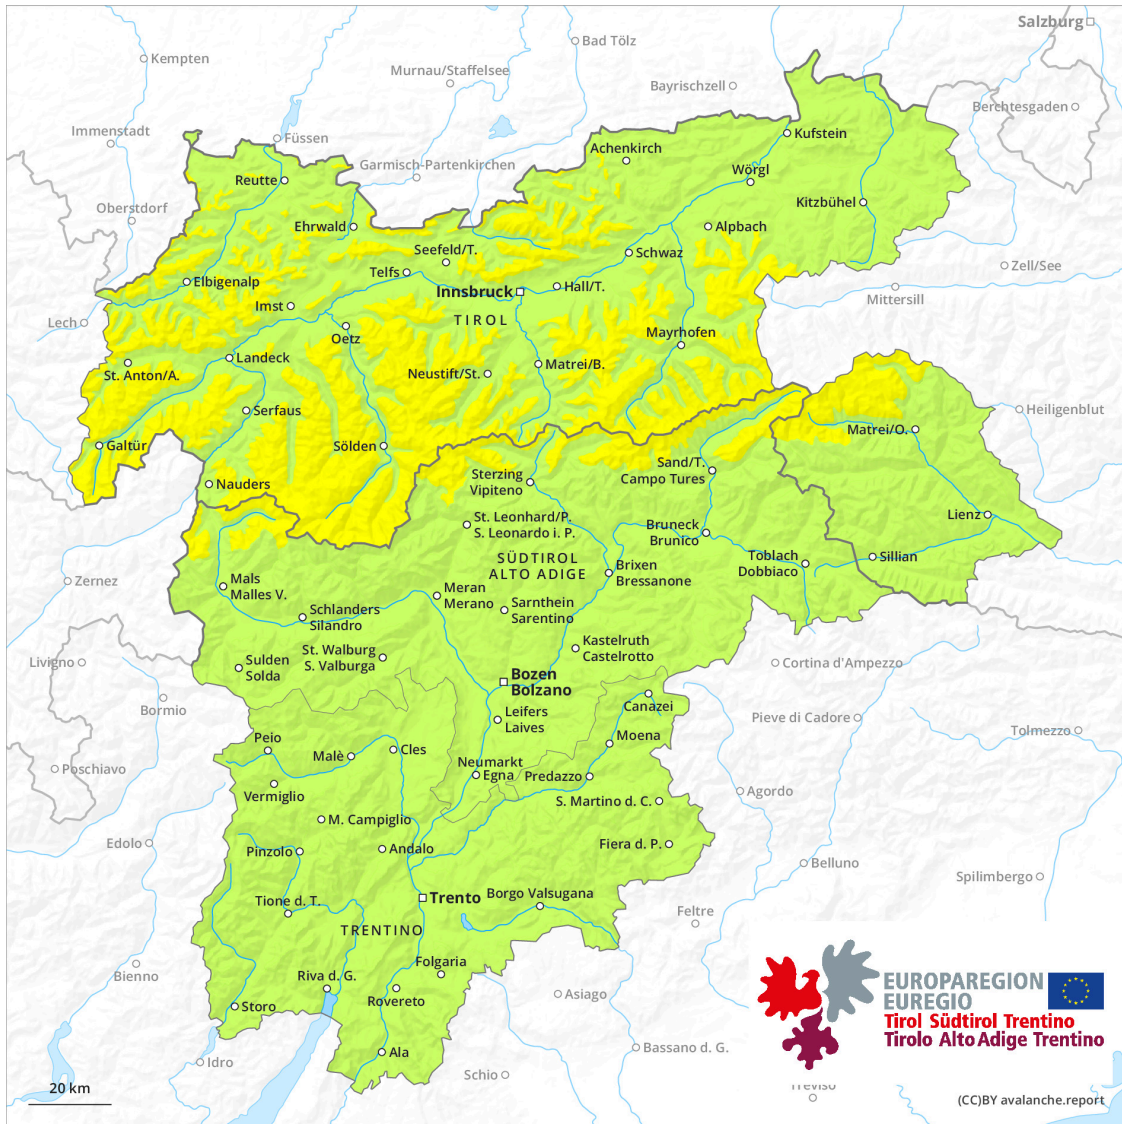 Salzburg
Bad Tölz
Kempten
Murnau/Staffelsee
Bayrischzell
Berchtesgaden
Immenstadt
Füssen
Kufstein
Achenkirch
Garmisch-Partenkirchen
Wörgl
Reutte
Oberstdorf
Kitzbühel
Ehrwald
Alpbach
Seefeld/T.
Schwaz
Telfs
Zell/See
Elbigenalp
Innsbruck
Hall/T.
Mittersill
Imst
TIROL
Lech
Oetz
Mayrhofen
Landeck
Matrei/B.
St. Anton/A.
Neustift/St.
Serfaus
Heiligenblut
Matrei/O.
Galtür
Sölden
Sand/T.
Campo Tures
Sterzing
Vipiteno
Nauders
Lienz
St. Leonhard/P.
S. Leonardo i. P.
Bruneck
Brunico
SÜDTIROL
ALTO ADIGE
Toblach
Dobbiaco
Sillian
Brixen
Bressanone
Zernez
Mals
Malles V.
Meran
Merano
Schlanders
Silandro
Sarnthein
Sarentino
Kastelruth
Castelrotto
St. Walburg
S. Valburga
Livigno
Sulden
Solda
Cortina d'Ampezzo
Bozen
Bolzano
Bormio
Canazei
Leifers
Laives
Pieve di Cadore
Tolmezzo
Moena
Peio
Malè
Cles
Poschiavo
Neumarkt
Egna
Predazzo
Vermiglio
Agordo
S. Martino d. C.
M. Campiglio
Edolo
Pinzolo
Andalo
Fiera d. P.
Belluno
Spilimbergo
Trento
Borgo Valsugana
Tione d. T.
Feltre
TRENTINO
Folgaria
Bienno
Riva d. G.
Rovereto
Asiago
Storo
EUROPAREGION
EUREGIO
Tirol Südtirol Trentino
Tirolo Alto Adige Trentino
Bassano d. G.
Ala
Idro
Schio
Treviso
20 km
(CC)BY avalanche.report